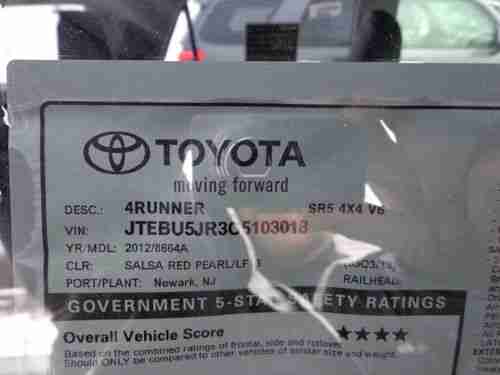 TOYOTA
moving forward
DESC.: 4RUNNER SR5 4X4 V6
VIN: JTEBU5JR3C5103018
YR/MDL: 2012/8664A
CLR: SALSA RED PEARL/LF
PORT/PLANT: Newark, NJ RAILHEAD:
GOVERNMENT 5-STAR SAFETY RATINGS
Overall Vehicle Score ★★★★
Based on the combined ratings of frontal, side and rollover.
Should ONLY be compared to other vehicles of similar size and weight.